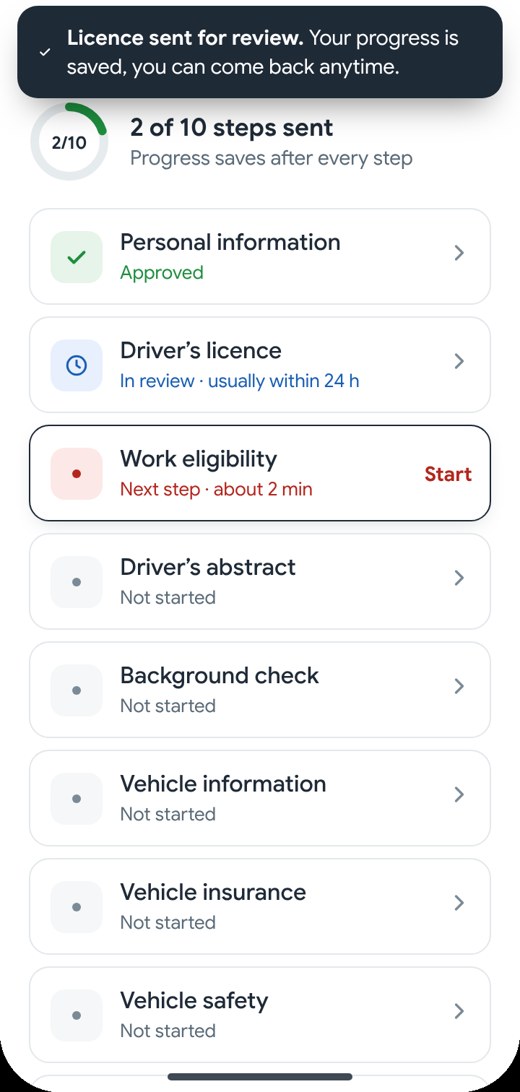 Licence sent for review. Your progress is
saved, you can come back anytime.
2/10
2 of 10 steps sent
Progress saves after every step
Personal information
Approved
Driver’s licence
In review · usually within 24 h
Work eligibility
Next step · about 2 min
Start
Driver’s abstract
Not started
Background check
Not started
Vehicle information
Not started
Vehicle insurance
Not started
Vehicle safety
Not started